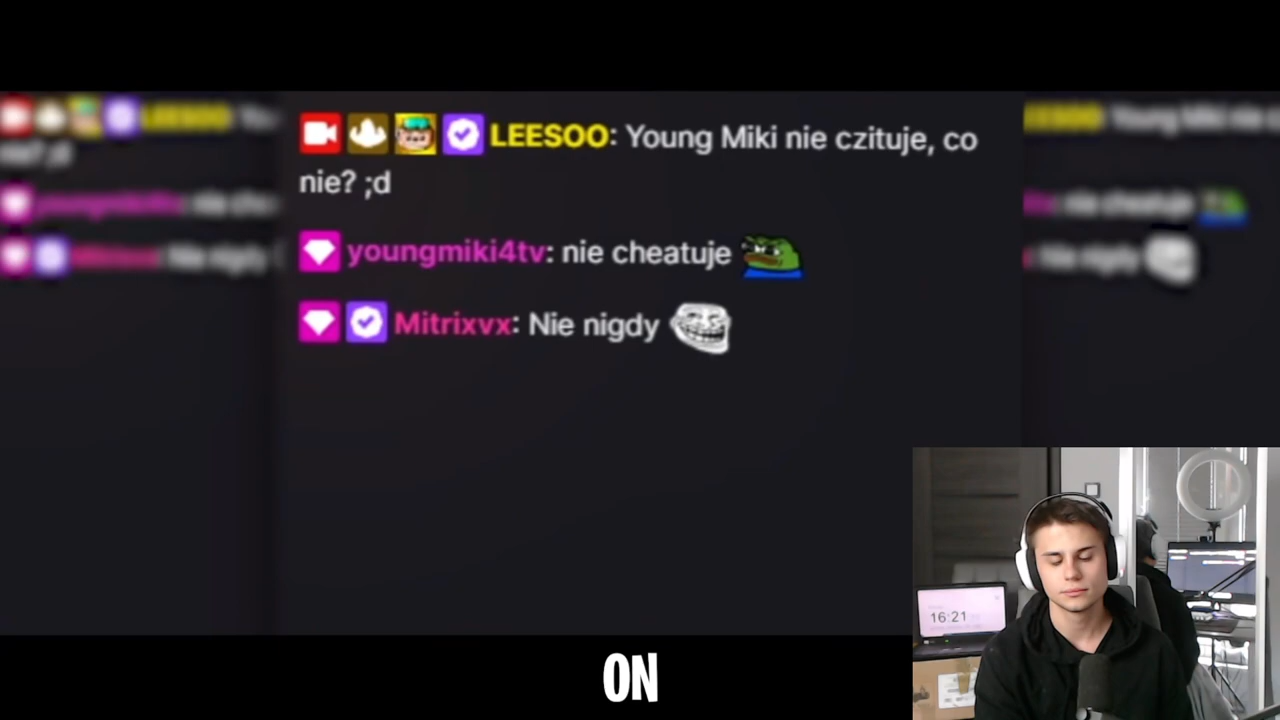 LEESOO: Young Miki nie czituje, co
nie? ;d
youngmiki4tv: nie cheatuje
Mitrixvx: Nie nigdy
16:21
ON